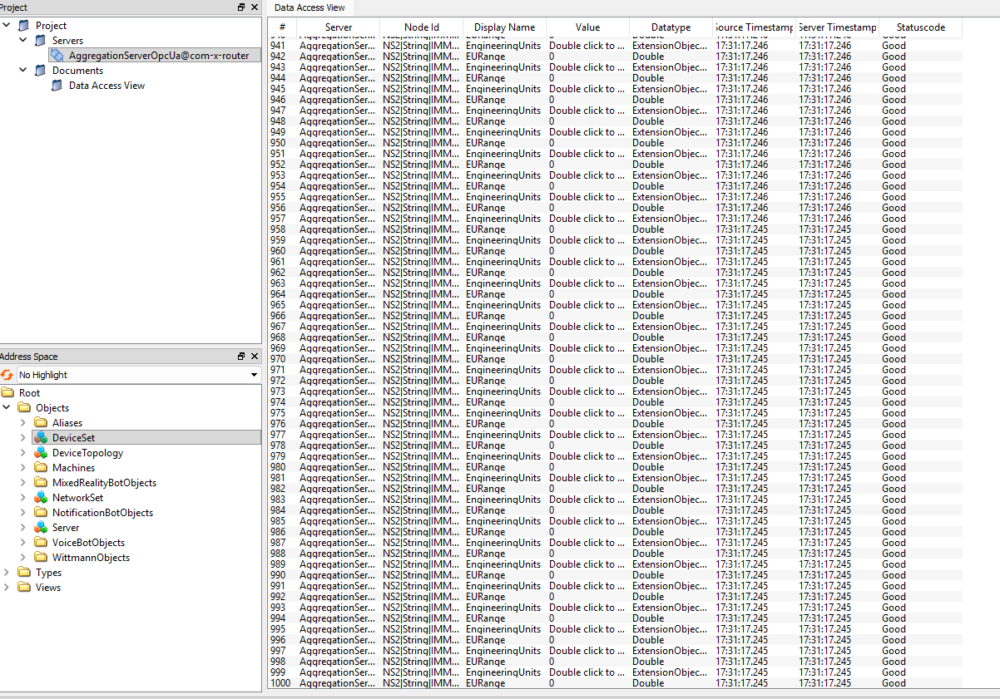 Project
Project
Servers
AggregationServerOpcUa@com-x-router
Documents
Data Access View
Address Space
No Highlight
Root
Objects
Aliases
DeviceSet
DeviceTopology
Machines
MixedRealityBotObjects
NetworkSet
NotificationBotObjects
Server
VoiceBotObjects
WittmannObjects
Types
Views
Data Access View
# Server Node Id Display Name Value Datatype Source Timestamp Server Timestamp Statuscode
941 AggregationSer... NS2|String|IMM... EngineeringUnits Double click to ... ExtensionObjec... 17:31:17.246 17:31:17.246 Good
942 AggregationSer... NS2|String|IMM... EURange 0 Double 17:31:17.246 17:31:17.246 Good
943 AggregationSer... NS2|String|IMM... EngineeringUnits Double click to ... ExtensionObjec... 17:31:17.246 17:31:17.246 Good
944 AggregationSer... NS2|String|IMM... EURange 0 Double 17:31:17.246 17:31:17.246 Good
945 AggregationSer... NS2|String|IMM... EngineeringUnits Double click to ... ExtensionObjec... 17:31:17.246 17:31:17.246 Good
946 AggregationSer... NS2|String|IMM... EURange 0 Double 17:31:17.246 17:31:17.246 Good
947 AggregationSer... NS2|String|IMM... EngineeringUnits Double click to ... ExtensionObjec... 17:31:17.246 17:31:17.246 Good
948 AggregationSer... NS2|String|IMM... EURange 0 Double 17:31:17.246 17:31:17.246 Good
949 AggregationSer... NS2|String|IMM... EngineeringUnits Double click to ... ExtensionObjec... 17:31:17.246 17:31:17.246 Good
950 AggregationSer... NS2|String|IMM... EURange 0 Double 17:31:17.246 17:31:17.246 Good
951 AggregationSer... NS2|String|IMM... EngineeringUnits Double click to ... ExtensionObjec... 17:31:17.246 17:31:17.246 Good
952 AggregationSer... NS2|String|IMM... EURange 0 Double 17:31:17.246 17:31:17.246 Good
953 AggregationSer... NS2|String|IMM... EngineeringUnits Double click to ... ExtensionObjec... 17:31:17.246 17:31:17.246 Good
954 AggregationSer... NS2|String|IMM... EURange 0 Double 17:31:17.246 17:31:17.246 Good
955 AggregationSer... NS2|String|IMM... EngineeringUnits Double click to ... ExtensionObjec... 17:31:17.246 17:31:17.246 Good
956 AggregationSer... NS2|String|IMM... EURange 0 Double 17:31:17.246 17:31:17.246 Good
957 AggregationSer... NS2|String|IMM... EngineeringUnits Double click to ... ExtensionObjec... 17:31:17.246 17:31:17.246 Good
958 AggregationSer... NS2|String|IMM... EURange 0 Double 17:31:17.245 17:31:17.245 Good
959 AggregationSer... NS2|String|IMM... EngineeringUnits Double click to ... ExtensionObjec... 17:31:17.245 17:31:17.245 Good
960 AggregationSer... NS2|String|IMM... EURange 0 Double 17:31:17.245 17:31:17.245 Good
961 AggregationSer... NS2|String|IMM... EngineeringUnits Double click to ... ExtensionObjec... 17:31:17.245 17:31:17.245 Good
962 AggregationSer... NS2|String|IMM... EURange 0 Double 17:31:17.245 17:31:17.245 Good
963 AggregationSer... NS2|String|IMM... EngineeringUnits Double click to ... ExtensionObjec... 17:31:17.245 17:31:17.245 Good
964 AggregationSer... NS2|String|IMM... EURange 0 Double 17:31:17.245 17:31:17.245 Good
965 AggregationSer... NS2|String|IMM... EngineeringUnits Double click to ... ExtensionObjec... 17:31:17.245 17:31:17.245 Good
966 AggregationSer... NS2|String|IMM... EURange 0 Double 17:31:17.245 17:31:17.245 Good
967 AggregationSer... NS2|String|IMM... EngineeringUnits Double click to ... ExtensionObjec... 17:31:17.245 17:31:17.245 Good
968 AggregationSer... NS2|String|IMM... EURange 0 Double 17:31:17.245 17:31:17.245 Good
969 AggregationSer... NS2|String|IMM... EngineeringUnits Double click to ... ExtensionObjec... 17:31:17.245 17:31:17.245 Good
970 AggregationSer... NS2|String|IMM... EURange 0 Double 17:31:17.245 17:31:17.245 Good
971 AggregationSer... NS2|String|IMM... EngineeringUnits Double click to ... ExtensionObjec... 17:31:17.245 17:31:17.245 Good
972 AggregationSer... NS2|String|IMM... EURange 0 Double 17:31:17.245 17:31:17.245 Good
973 AggregationSer... NS2|String|IMM... EngineeringUnits Double click to ... ExtensionObjec... 17:31:17.245 17:31:17.245 Good
974 AggregationSer... NS2|String|IMM... EURange 0 Double 17:31:17.245 17:31:17.245 Good
975 AggregationSer... NS2|String|IMM... EngineeringUnits Double click to ... ExtensionObjec... 17:31:17.245 17:31:17.245 Good
976 AggregationSer... NS2|String|IMM... EURange 0 Double 17:31:17.245 17:31:17.245 Good
977 AggregationSer... NS2|String|IMM... EngineeringUnits Double click to ... ExtensionObjec... 17:31:17.245 17:31:17.245 Good
978 AggregationSer... NS2|String|IMM... EURange 0 Double 17:31:17.245 17:31:17.245 Good
979 AggregationSer... NS2|String|IMM... EngineeringUnits Double click to ... ExtensionObjec... 17:31:17.245 17:31:17.245 Good
980 AggregationSer... NS2|String|IMM... EURange 0 Double 17:31:17.245 17:31:17.245 Good
981 AggregationSer... NS2|String|IMM... EngineeringUnits Double click to ... ExtensionObjec... 17:31:17.245 17:31:17.245 Good
982 AggregationSer... NS2|String|IMM... EURange 0 Double 17:31:17.245 17:31:17.245 Good
983 AggregationSer... NS2|String|IMM... EngineeringUnits Double click to ... ExtensionObjec... 17:31:17.245 17:31:17.245 Good
984 AggregationSer... NS2|String|IMM... EURange 0 Double 17:31:17.245 17:31:17.245 Good
985 AggregationSer... NS2|String|IMM... EngineeringUnits Double click to ... ExtensionObjec... 17:31:17.245 17:31:17.245 Good
986 AggregationSer... NS2|String|IMM... EURange 0 Double 17:31:17.245 17:31:17.245 Good
987 AggregationSer... NS2|String|IMM... EngineeringUnits Double click to ... ExtensionObjec... 17:31:17.245 17:31:17.245 Good
988 AggregationSer... NS2|String|IMM... EURange 0 Double 17:31:17.245 17:31:17.245 Good
989 AggregationSer... NS2|String|IMM... EngineeringUnits Double click to ... ExtensionObjec... 17:31:17.245 17:31:17.245 Good
990 AggregationSer... NS2|String|IMM... EURange 0 Double 17:31:17.245 17:31:17.245 Good
991 AggregationSer... NS2|String|IMM... EngineeringUnits Double click to ... ExtensionObjec... 17:31:17.245 17:31:17.245 Good
992 AggregationSer... NS2|String|IMM... EURange 0 Double 17:31:17.245 17:31:17.245 Good
993 AggregationSer... NS2|String|IMM... EngineeringUnits Double click to ... ExtensionObjec... 17:31:17.245 17:31:17.245 Good
994 AggregationSer... NS2|String|IMM... EURange 0 Double 17:31:17.245 17:31:17.245 Good
995 AggregationSer... NS2|String|IMM... EngineeringUnits Double click to ... ExtensionObjec... 17:31:17.245 17:31:17.245 Good
996 AggregationSer... NS2|String|IMM... EURange 0 Double 17:31:17.245 17:31:17.245 Good
997 AggregationSer... NS2|String|IMM... EngineeringUnits Double click to ... ExtensionObjec... 17:31:17.245 17:31:17.245 Good
998 AggregationSer... NS2|String|IMM... EURange 0 Double 17:31:17.245 17:31:17.245 Good
999 AggregationSer... NS2|String|IMM... EngineeringUnits Double click to ... ExtensionObjec... 17:31:17.245 17:31:17.245 Good
1000 AggregationSer... NS2|String|IMM... EURange 0 Double 17:31:17.245 17:31:17.245 Good